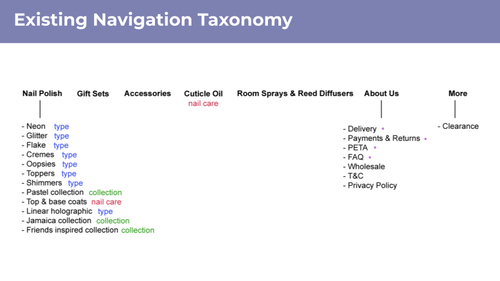 Existing Navigation Taxonomy
Nail Polish Gift Sets Accessories Cuticle Oil Room Sprays & Reed Diffusers About Us More
nail care
- Neon type
- Glitter type
- Flake type
- Cremes type
- Oopsies type
- Toppers type
- Shimmers type
- Pastel collection collection
- Top & base coats nail care
- Linear holographic type
- Jamaica collection collection
- Friends inspired collection collection
- Delivery *
- Payments & Returns *
- PETA *
- FAQ *
- Wholesale
- T&C
- Privacy Policy
- Clearance